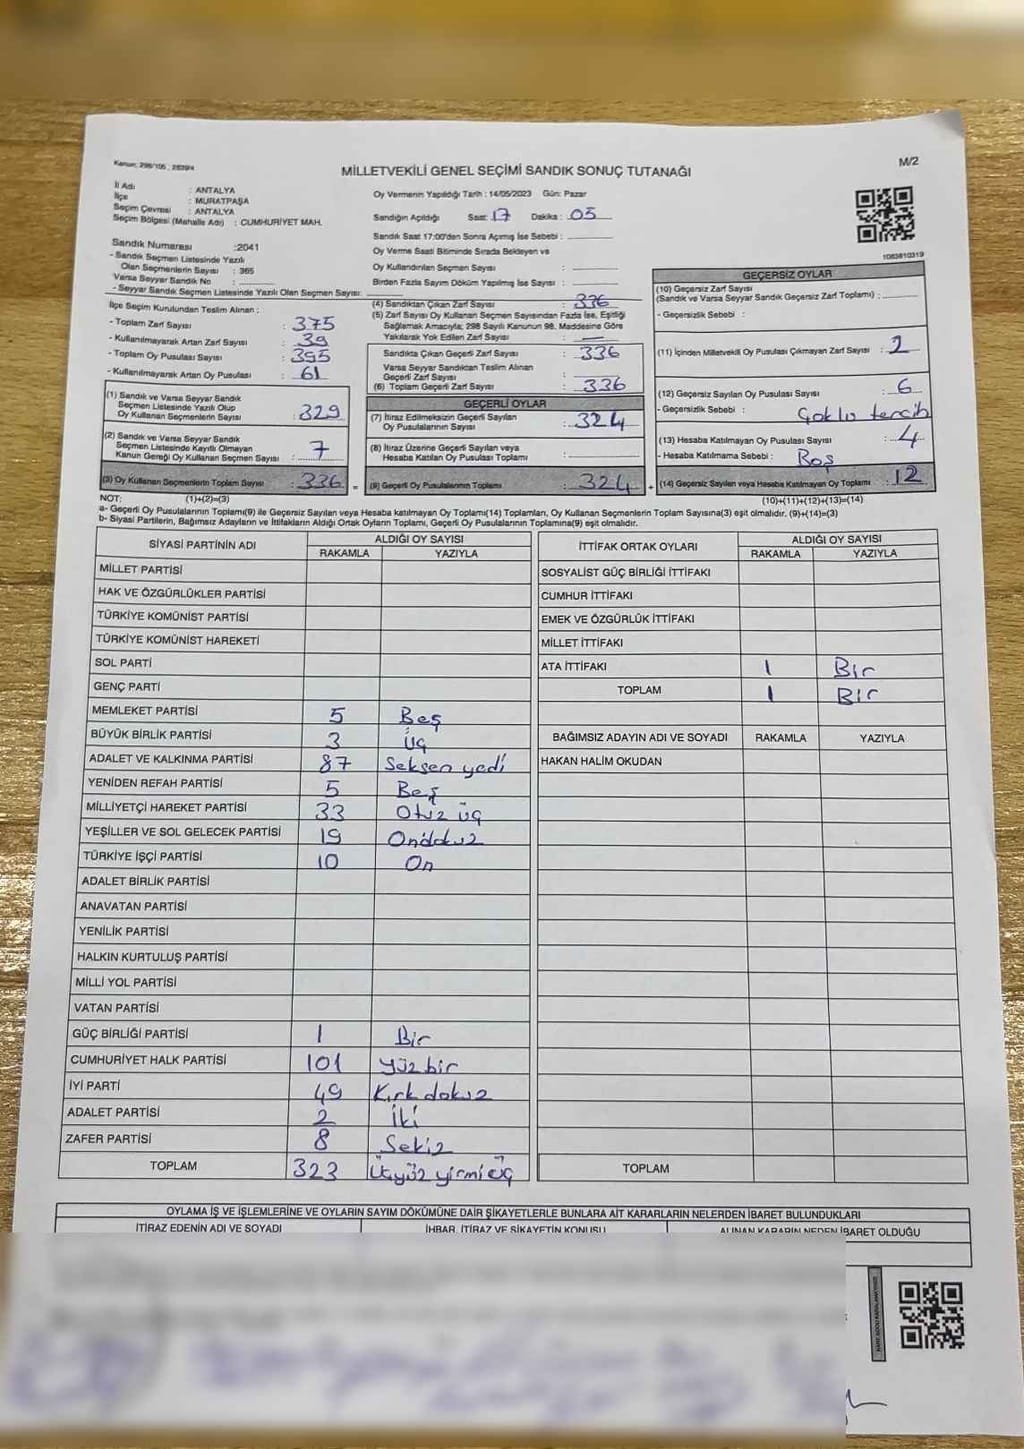 Kanun: 298/105, 2839/4
M/2
MİLLETVEKİLİ GENEL SEÇİMİ SANDIK SONUÇ TUTANAĞI
İl Adı : ANTALYA
İlçe : MURATPAŞA
Seçim Çevresi : ANTALYA
Seçim Bölgesi (Mahalle Adı) : CUMHURİYET MAH.
Oy Vermenin Yapıldığı Tarih : 14/05/2023 Gün: Pazar
Sandığın Açıldığı Saat: 17 Dakika : 05
Sandık Saat 17:00'den Sonra Açımış İse Sebebi :
Oy Verme Saati Bitiminde Sırada Bekleyen ve
Oy Kullandırılan Seçmen Sayısı :
Birden Fazla Sayım Döküm Yapılmış İse Sayısı :
Sandık Numarası :2041
- Sandık Seçmen Listesinde Yazılı
Olan Seçmenlerin Sayısı : 365
Varsa Seyyar Sandık No :
- Seyyar Sandık Seçmen Listesinde Yazılı Olan Seçmen Sayısı:
İlçe Seçim Kurulundan Teslim Alınan ;
- Toplam Zarf Sayısı : 375
- Kullanılmayarak Artan Zarf Sayısı : 39
- Toplam Oy Pusulası Sayısı : 395
- Kullanılmayarak Artan Oy Pusulası : 61
(1) Sandık ve Varsa Seyyar Sandık
Seçmen Listesinde Yazılı Olup
Oy Kullanan Seçmenlerin Sayısı : 329
(2) Sandık ve Varsa Seyyar Sandık
Seçmen Listesinde Kayıtlı Olmayan
Kanun Gereği Oy Kullanan Seçmen Sayısı : 7
(3) Oy Kullanan Seçmenlerin Toplam Sayısı : 336 =
(4) Sandıktan Çıkan Zarf Sayısı : 336
(5) Zarf Sayısı Oy Kullanan Seçmen Sayısından Fazla İse, Eşitliği
Sağlamak Amacıyla; 298 Sayılı Kanunun 98. Maddesine Göre
Yakılarak Yok Edilen Zarf Sayısı : —
Sandıkta Çıkan Geçerli Zarf Sayısı : 336
Varsa Seyyar Sandıktan Teslim Alınan
Geçerli Zarf Sayısı :
(6) Toplam Geçerli Zarf Sayısı : 336
GEÇERLİ OYLAR
(7) İtiraz Edilmeksizin Geçerli Sayılan
Oy Pusulalarının Sayısı : 324
(8) İtiraz Üzerine Geçerli Sayılan veya
Hesaba Katılan Oy Pusulası Toplamı :
(9) Geçerli Oy Pusulalarının Toplamı : 324 +
1063810319
GEÇERSİZ OYLAR
(10) Geçersiz Zarf Sayısı
(Sandık ve Varsa Seyyar Sandık Geçersiz Zarf Toplamı) :
- Geçersizlik Sebebi :
(11) İçinden Milletvekili Oy Pusulası Çıkmayan Zarf Sayısı : 2
(12) Geçersiz Sayılan Oy Pusulası Sayısı : 6
- Geçersizlik Sebebi : Çoklu tercih
(13) Hesaba Katılmayan Oy Pusulası Sayısı : 4
- Hesaba Katılmama Sebebi : Boş
(14) Geçersiz Sayılan veya Hesaba Katılmayan Oy Toplamı : 12
NOT: (1)+(2)=(3) (10)+(11)+(12)+(13)=(14)
a- Geçerli Oy Pusulalarının Toplamı(9) ile Geçersiz Sayılan veya Hesaba katılmayan Oy Toplamı(14) Toplamları, Oy Kullanan Seçmenlerin Toplam Sayısına(3) eşit olmalıdır. (9)+(14)=(3)
b- Siyasi Partilerin, Bağımsız Adayların ve İttifakların Aldığı Ortak Oyların Toplamı, Geçerli Oy Pusulalarının Toplamına(9) eşit olmalıdır.
SİYASİ PARTİNİN ADI ALDIĞI OY SAYISI
RAKAMLA YAZIYLA
MİLLET PARTİSİ
HAK VE ÖZGÜRLÜKLER PARTİSİ
TÜRKİYE KOMÜNİST PARTİSİ
TÜRKİYE KOMÜNİST HAREKETİ
SOL PARTİ
GENÇ PARTİ
MEMLEKET PARTİSİ 5 Beş
BÜYÜK BİRLİK PARTİSİ 3 Üç
ADALET VE KALKINMA PARTİSİ 87 Seksen yedi
YENİDEN REFAH PARTİSİ 5 Beş
MİLLİYETÇİ HAREKET PARTİSİ 33 Otuz üç
YEŞİLLER VE SOL GELECEK PARTİSİ 19 Ondokuz
TÜRKİYE İŞÇİ PARTİSİ 10 On
ADALET BİRLİK PARTİSİ
ANAVATAN PARTİSİ
YENİLİK PARTİSİ
HALKIN KURTULUŞ PARTİSİ
MİLLİ YOL PARTİSİ
VATAN PARTİSİ
GÜÇ BİRLİĞİ PARTİSİ 1 Bir
CUMHURİYET HALK PARTİSİ 101 Yüz bir
İYİ PARTİ 49 Kırk dokuz
ADALET PARTİSİ 2 İki
ZAFER PARTİSİ 8 Sekiz
TOPLAM 323 Üçyüz yirmi üç
İTTİFAK ORTAK OYLARI ALDIĞI OY SAYISI
RAKAMLA YAZIYLA
SOSYALİST GÜÇ BİRLİĞİ İTTİFAKI
CUMHUR İTTİFAKI
EMEK VE ÖZGÜRLÜK İTTİFAKI
MİLLET İTTİFAKI
ATA İTTİFAKI 1 Bir
TOPLAM 1 Bir
BAĞIMSIZ ADAYIN ADI VE SOYADI RAKAMLA YAZIYLA
HAKAN HALİM OKUDAN
TOPLAM
OYLAMA İŞ VE İŞLEMLERİNE VE OYLARIN SAYIM DÖKÜMÜNE DAİR ŞİKAYETLERLE BUNLARA AİT KARARLARIN NELERDEN İBARET BULUNDUKLARI
İTİRAZ EDENİN ADI VE SOYADI İHBAR, İTİRAZ VE ŞİKAYETİN KONUSU ALINAN KARARIN NEDEN İBARET OLDUĞU